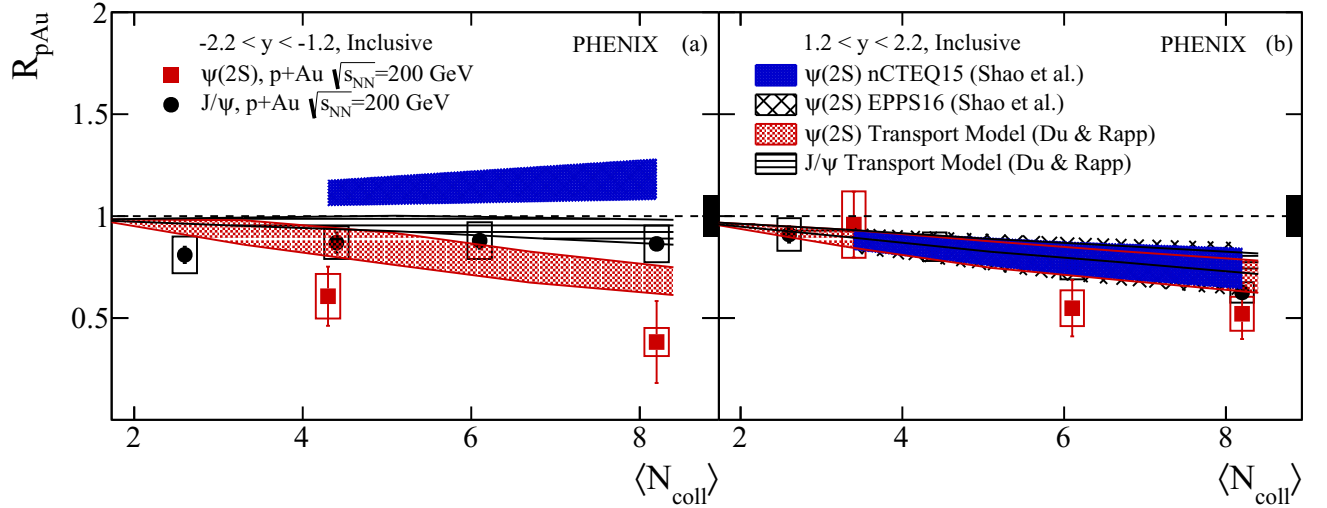 R_pAu
2
1.5
1
0.5
-2.2 < y < -1.2, Inclusive PHENIX (a)
ψ(2S), p+Au √s_NN=200 GeV
J/ψ, p+Au √s_NN=200 GeV
2 4 6 8
⟨N_coll⟩
1.2 < y < 2.2, Inclusive PHENIX (b)
ψ(2S) nCTEQ15 (Shao et al.)
ψ(2S) EPPS16 (Shao et al.)
ψ(2S) Transport Model (Du & Rapp)
J/ψ Transport Model (Du & Rapp)
2 4 6 8
⟨N_coll⟩